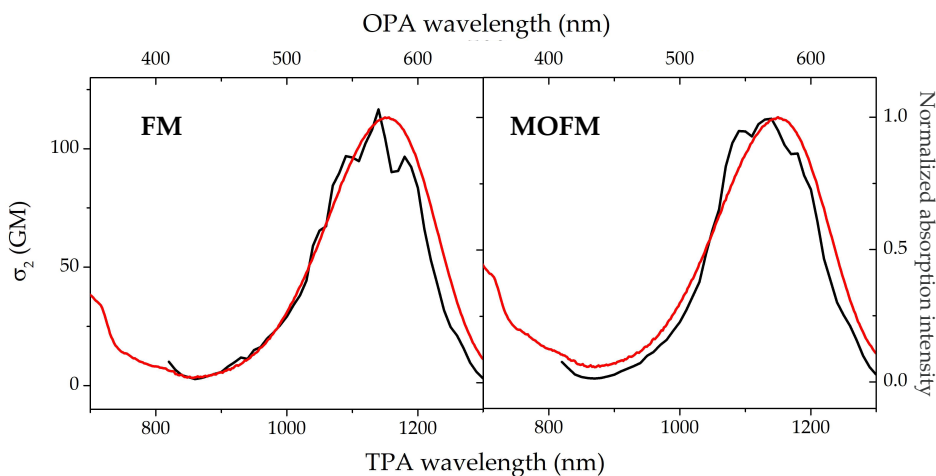 OPA wavelength (nm)
400 500 600 400 500 600
FM MOFM
100
50
0
σ₂ (GM)
1.0
0.5
0.0
Normalized absorption intensity
800 1000 1200 800 1000 1200
TPA wavelength (nm)